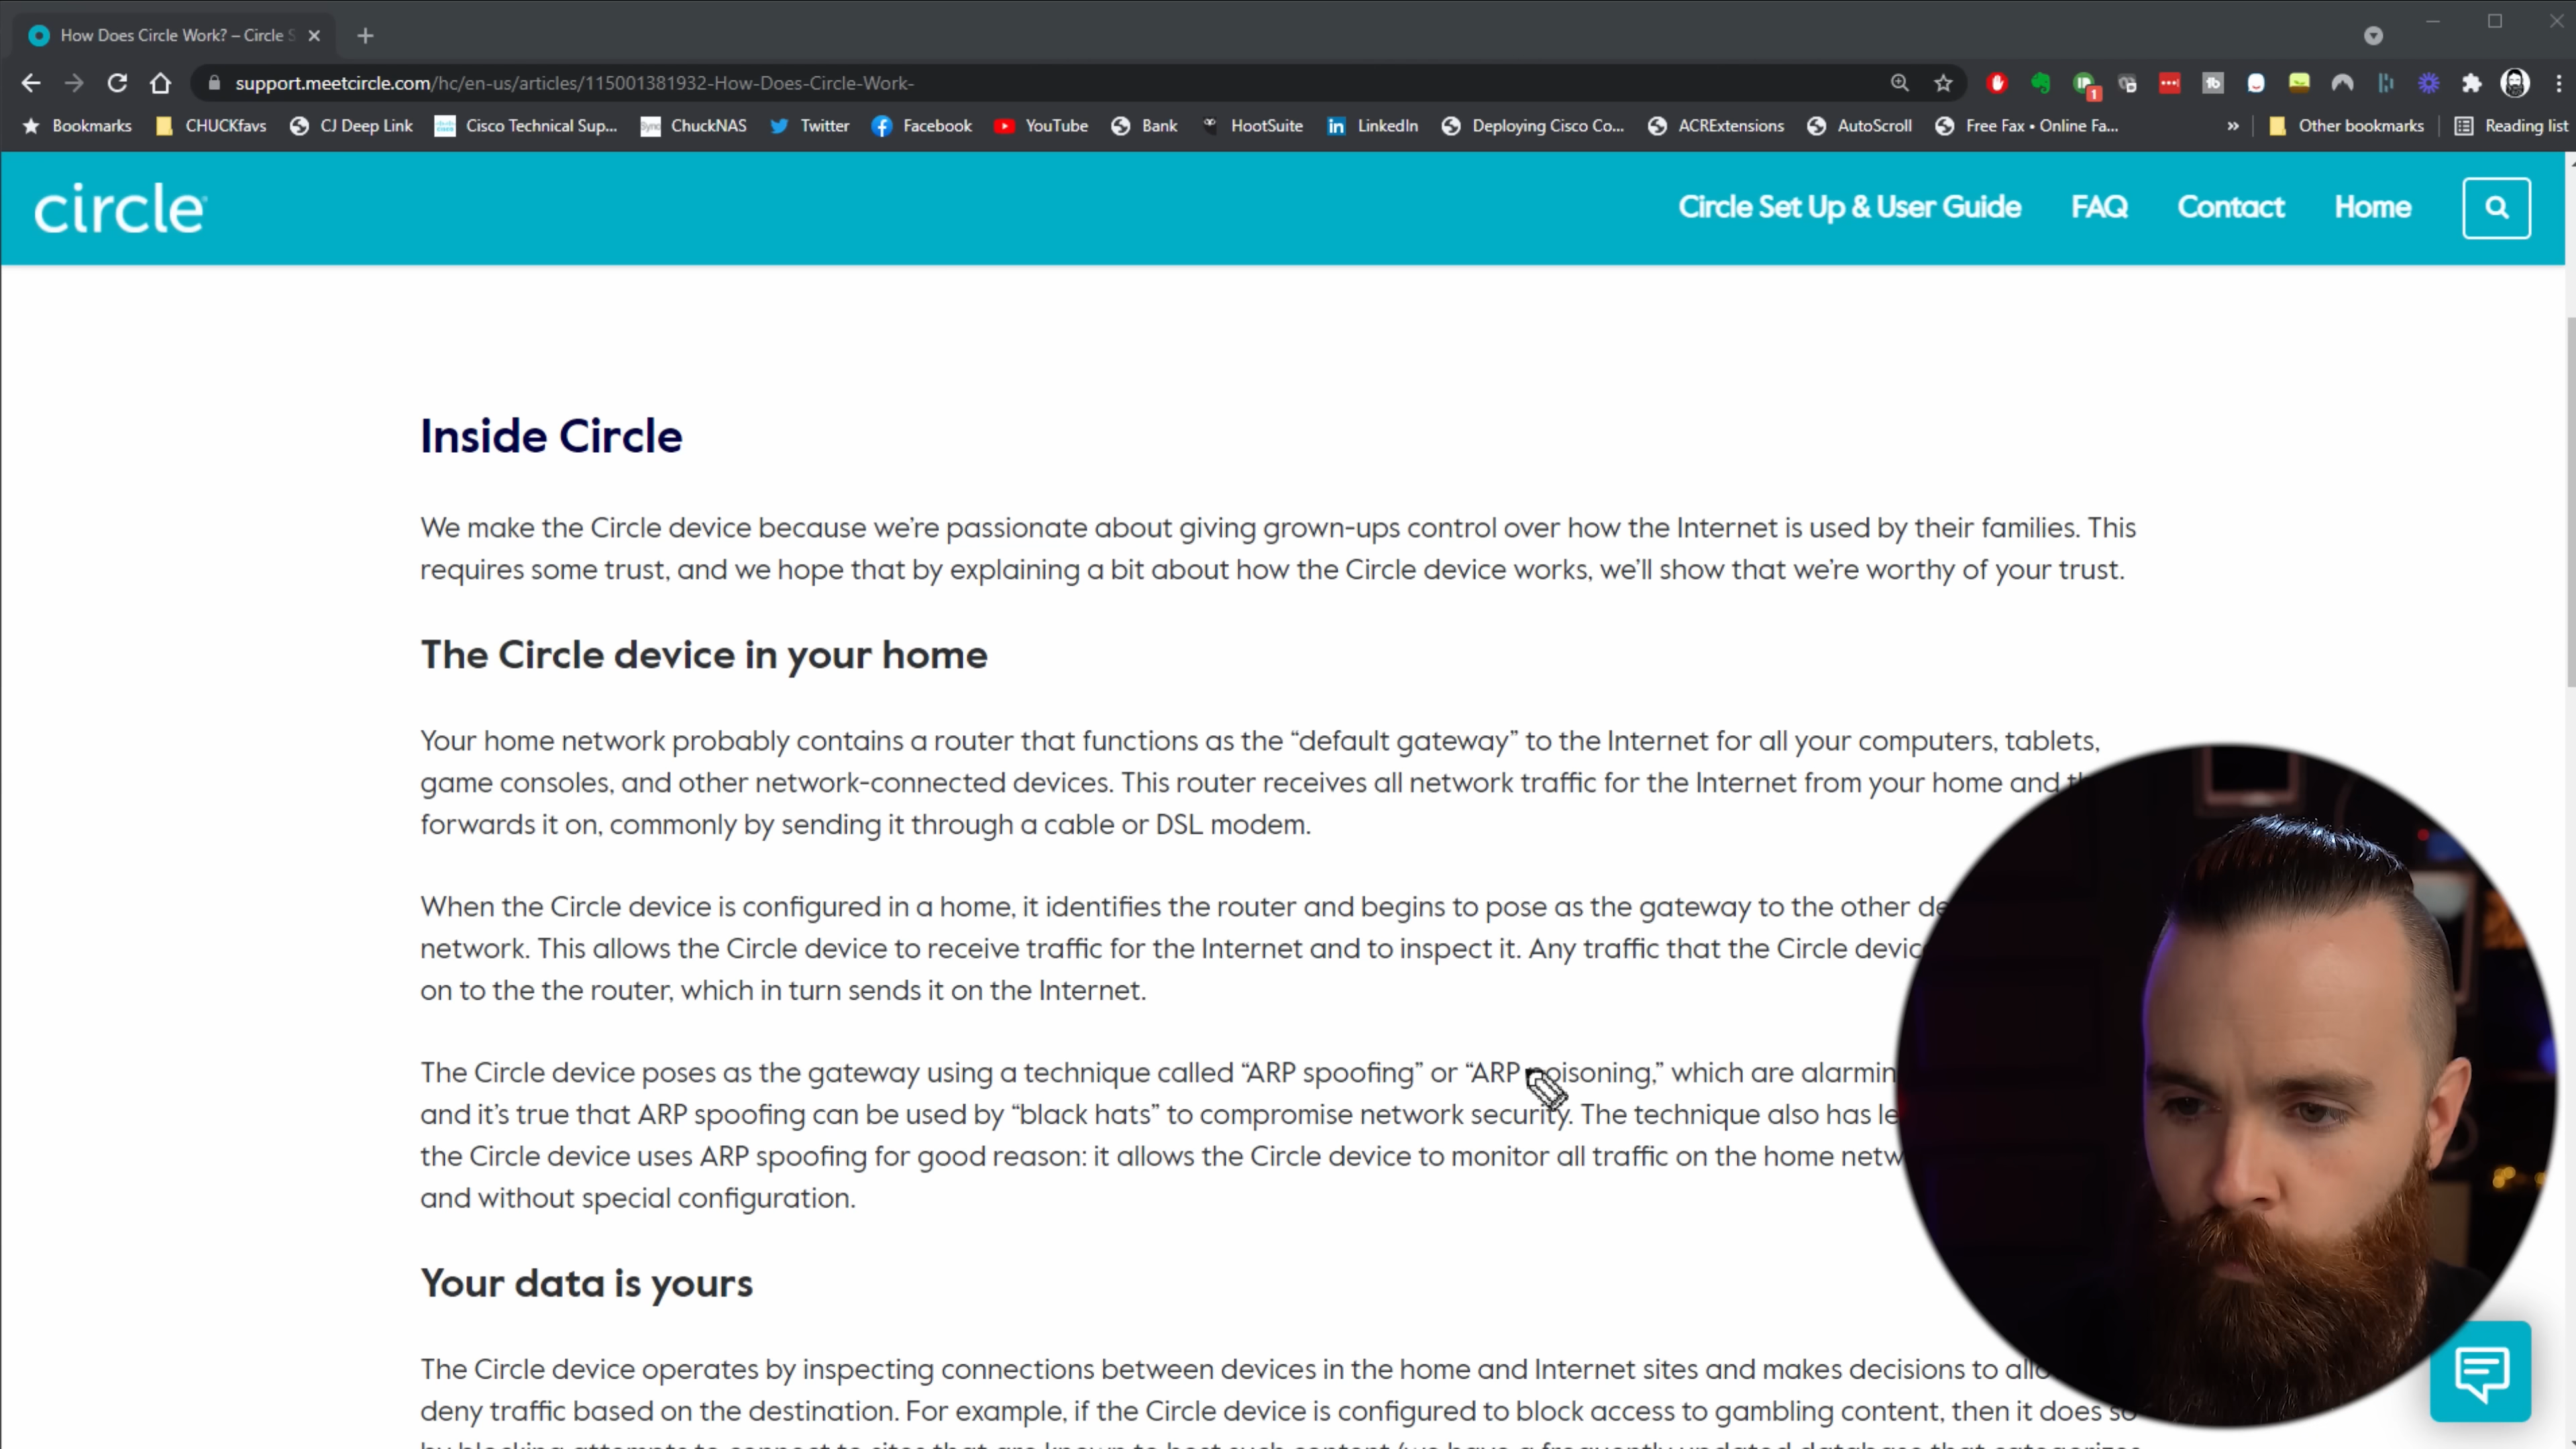 How Does Circle Work? – Circle S
support.meetcircle.com/hc/en-us/articles/115001381932-How-Does-Circle-Work-
1
Bookmarks CHUCKfavs CJ Deep Link Cisco Technical Sup... ChuckNAS Twitter Facebook YouTube Bank HootSuite LinkedIn Deploying Cisco Co... ACRExtensions AutoScroll Free Fax • Online Fa... » Other bookmarks Reading list
circle Circle Set Up & User Guide FAQ Contact Home
Inside Circle
We make the Circle device because we’re passionate about giving grown-ups control over how the Internet is used by their families. This
requires some trust, and we hope that by explaining a bit about how the Circle device works, we’ll show that we’re worthy of your trust.
The Circle device in your home
Your home network probably contains a router that functions as the “default gateway” to the Internet for all your computers, tablets,
game consoles, and other network-connected devices. This router receives all network traffic for the Internet from your home and
forwards it on, commonly by sending it through a cable or DSL modem.
When the Circle device is configured in a home, it identifies the router and begins to pose as the gateway to the other
network. This allows the Circle device to receive traffic for the Internet and to inspect it. Any traffic that the Circle
on to the the router, which in turn sends it on the Internet.
The Circle device poses as the gateway using a technique called “ARP spoofing” or “ARP poisoning,” which are
and it’s true that ARP spoofing can be used by “black hats” to compromise network security. The technique also has
the Circle device uses ARP spoofing for good reason: it allows the Circle device to monitor all traffic on the home
and without special configuration.
Your data is yours
The Circle device operates by inspecting connections between devices in the home and Internet sites and makes decisions to
deny traffic based on the destination. For example, if the Circle device is configured to block access to gambling content, then it does so